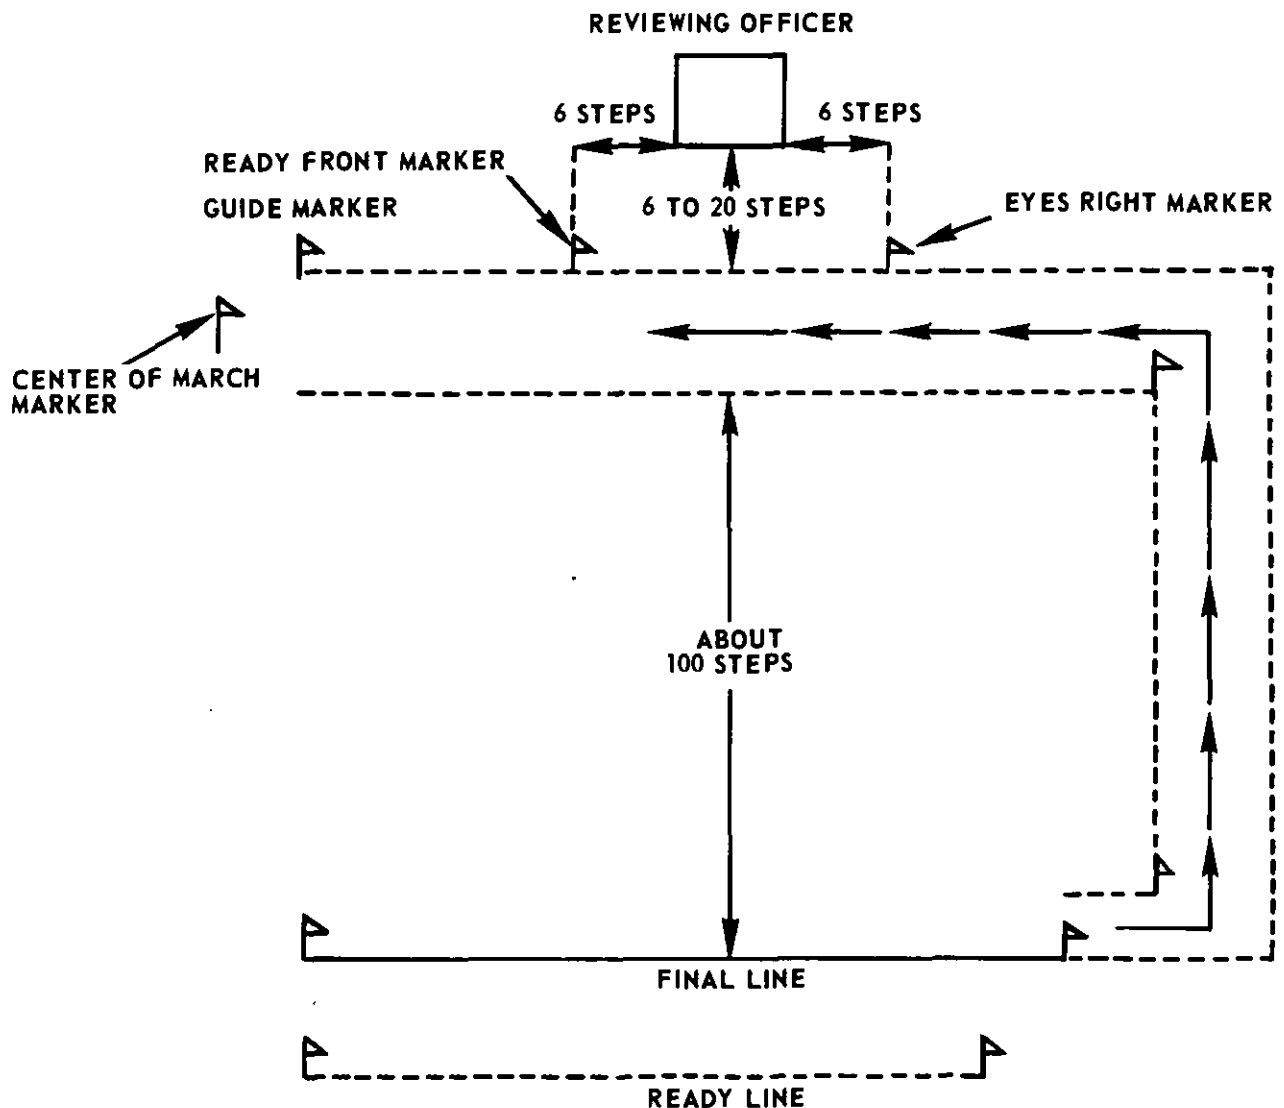 REVIEWING OFFICER
6 STEPS
6 STEPS
READY FRONT MARKER
GUIDE MARKER
6 TO 20 STEPS
EYES RIGHT MARKER
CENTER OF MARCH
MARKER
ABOUT
100 STEPS
FINAL LINE
READY LINE